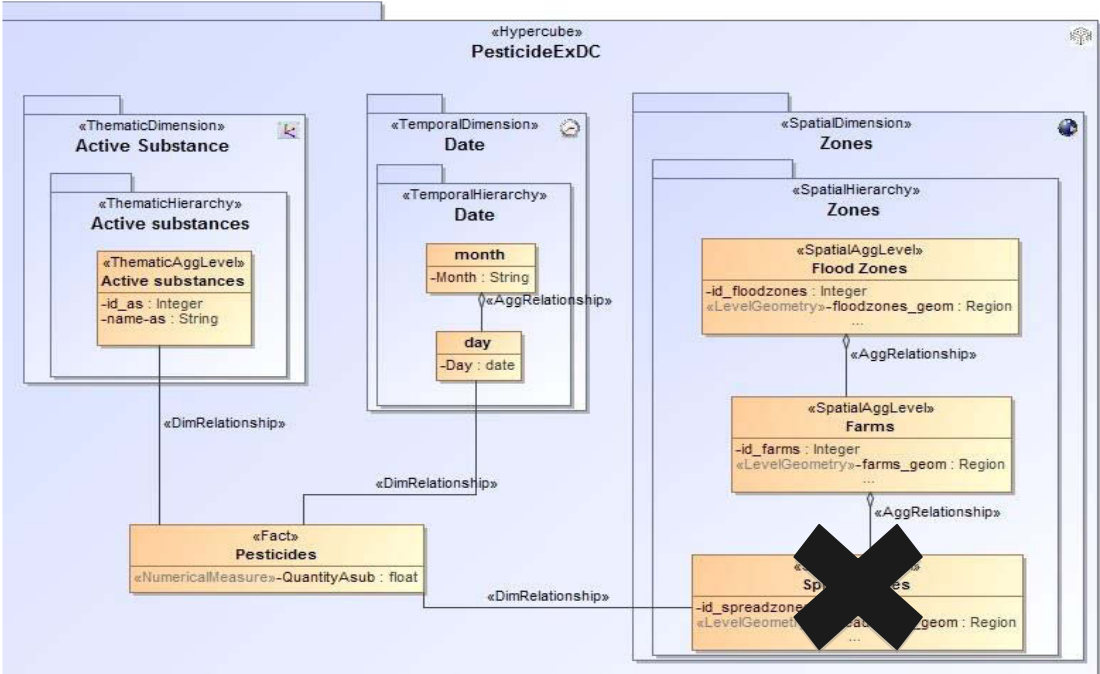 «Hypercube»
PesticideExDC
«ThematicDimension»
Active Substance
«ThematicHierarchy»
Active substances
«ThematicAggLevel»
Active substances
-id_as : Integer
-name-as : String
«TemporalDimension»
Date
«TemporalHierarchy»
Date
month
-Month : String
«AggRelationship»
day
-Day : date
«SpatialDimension»
Zones
«SpatialHierarchy»
Zones
«SpatialAggLevel»
Flood Zones
-id_floodzones : Integer
«LevelGeometry»-floodzones_geom : Region
...
«AggRelationship»
«SpatialAggLevel»
Farms
-id_farms : Integer
«LevelGeometry»-farms_geom : Region
...
«AggRelationship»
«DimRelationship»
«DimRelationship»
«Fact»
Pesticides
«NumericalMeasure»-QuantityAsub : float
«DimRelationship»
: Region
...